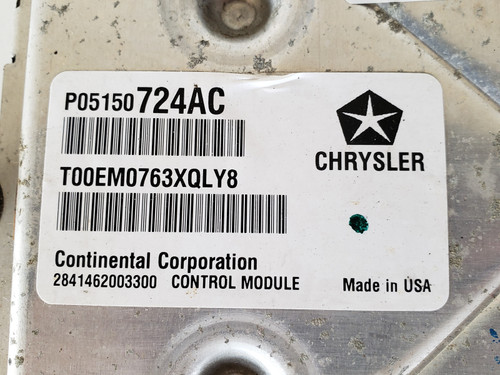 P05150724AC
CHRYSLER
T00EM0763XQLY8
Continental Corporation
2841462003300 CONTROL MODULE
Made in USA